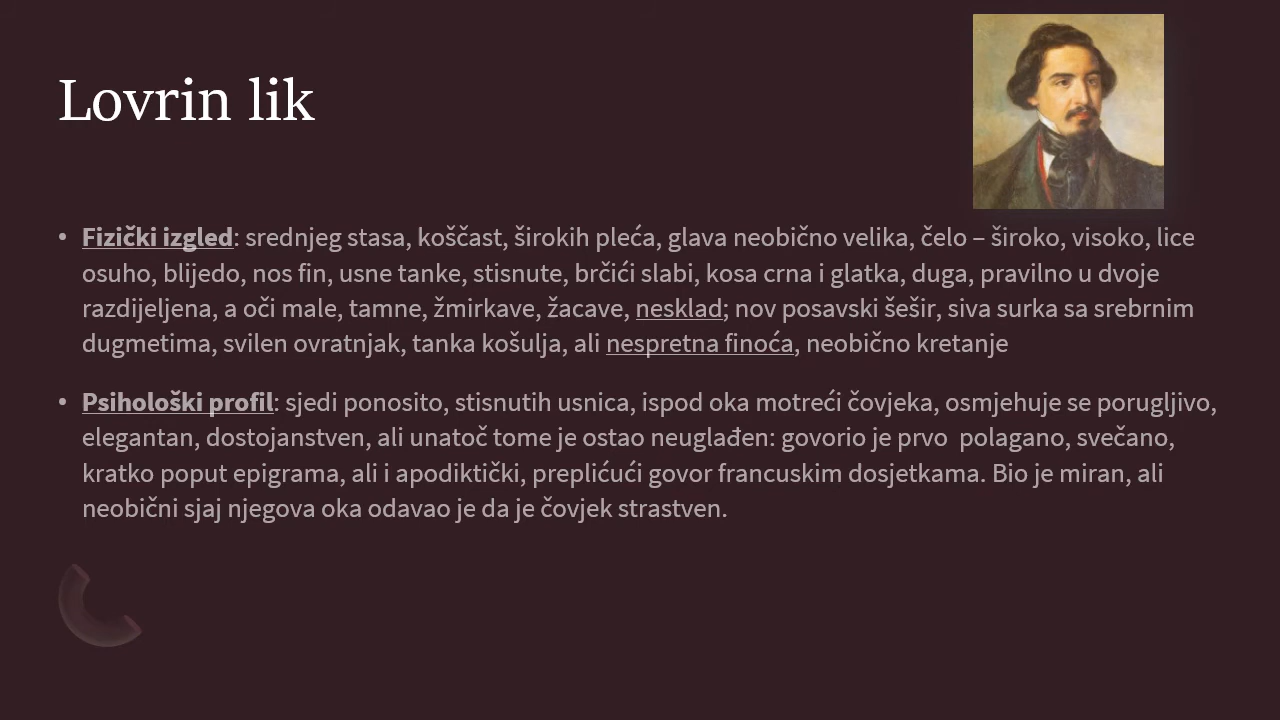 Lovrin lik
• Fizički izgled: srednjeg stasa, koščast, širokih pleća, glava neobično velika, čelo – široko, visoko, lice
osuho, blijedo, nos fin, usne tanke, stisnute, brčići slabi, kosa crna i glatka, duga, pravilno u dvoje
razdijeljena, a oči male, tamne, žmirkave, žacave, nesklad; nov posavski šešir, siva surka sa srebrnim
dugmetima, svilen ovratnjak, tanka košulja, ali nespretna finoća, neobično kretanje
• Psihološki profil: sjedi ponosito, stisnutih usnica, ispod oka motreći čovjeka, osmjehuje se porugljivo,
elegantan, dostojanstven, ali unatoč tome je ostao neuglađen: govorio je prvo  polagano, svečano,
kratko poput epigrama, ali i apodiktički, preplićući govor francuskim dosjetkama. Bio je miran, ali
neobični sjaj njegova oka odavao je da je čovjek strastven.